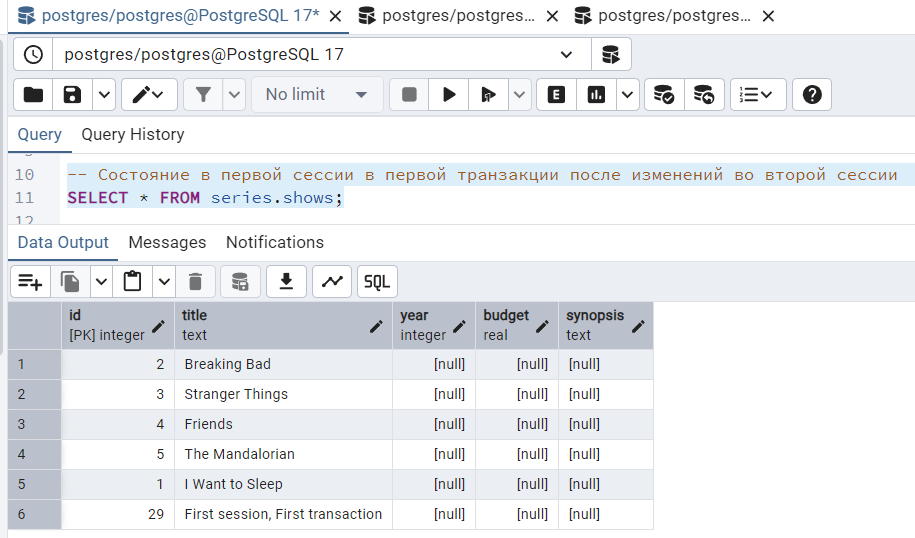 postgres/postgres@PostgreSQL 17* postgres/postgres... postgres/postgres...
postgres/postgres@PostgreSQL 17
No limit E
Query Query History
10 -- Состояние в первой сессии в первой транзакции после изменений во второй сессии
11 SELECT * FROM series.shows;
12
Data Output Messages Notifications
SQL
id title year budget synopsis
[PK] integer text integer real text
1 2 Breaking Bad [null] [null] [null]
2 3 Stranger Things [null] [null] [null]
3 4 Friends [null] [null] [null]
4 5 The Mandalorian [null] [null] [null]
5 1 I Want to Sleep [null] [null] [null]
6 29 First session, First transaction [null] [null] [null]